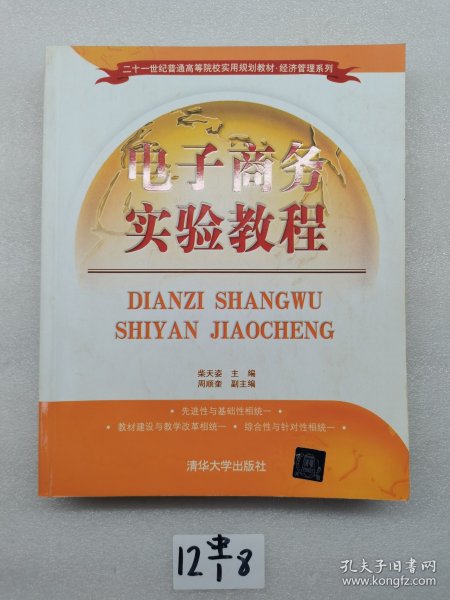 二十一世纪普通高等院校实用规划教材·经济管理系列
电子商务
实验教程
DIANZI SHANGWU
SHIYAN JIAOCHENG
柴天姿 主 编
周顺奎 副主编
• 先进性与基础性相统一 •
• 教材建设与教学改革相统一 • 综合性与针对性相统一 •
清华大学出版社
12 中 8
1
孔夫子旧书网
www.kongfz.com